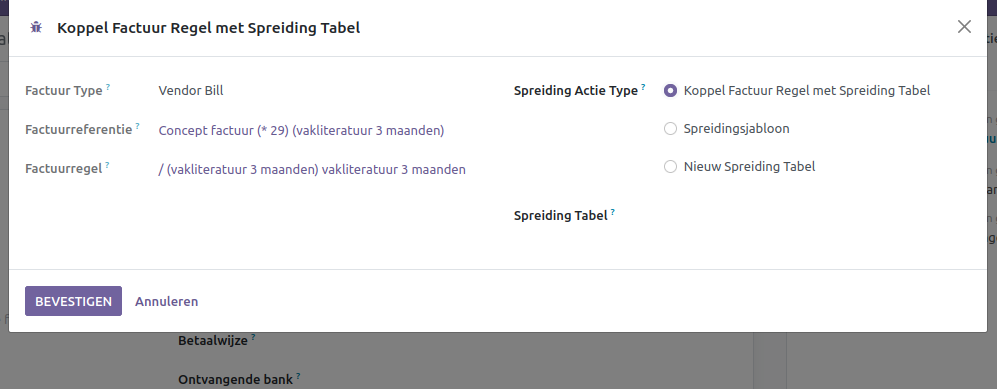 Koppel Factuur Regel met Spreiding Tabel
Factuur Type ? Vendor Bill
Factuurreferentie ? Concept factuur (* 29) (vakliteratuur 3 maanden)
Factuurregel ? / (vakliteratuur 3 maanden) vakliteratuur 3 maanden
Spreiding Actie Type ? Koppel Factuur Regel met Spreiding Tabel
Spreidingsjabloon
Nieuw Spreiding Tabel
Spreiding Tabel ?
BEVESTIGEN Annuleren
Betaalwijze ?
Ontvangende bank ?